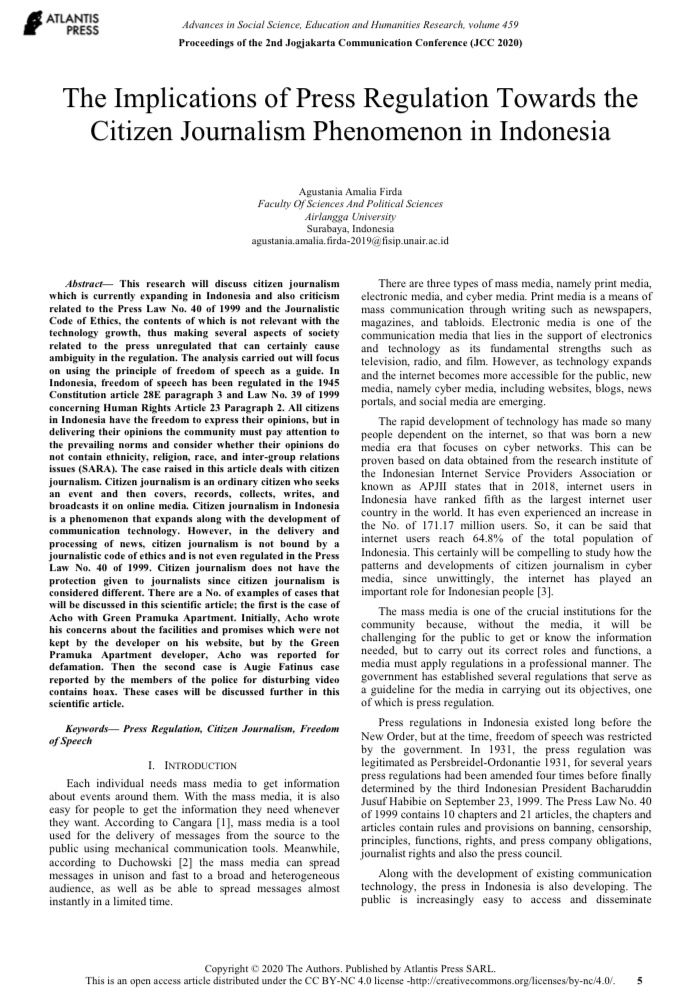 ATLANTIS
PRESS
Advances in Social Science, Education and Humanities Research, volume 459
Proceedings of the 2nd Jogjakarta Communication Conference (JCC 2020)
The Implications of Press Regulation Towards the
Citizen Journalism Phenomenon in Indonesia
Agustania Amalia Firda
Faculty Of Sciences And Political Sciences
Airlangga University
Surabaya, Indonesia
agustania.amalia.firda-2019@fisip.unair.ac.id
Abstract— This research will discuss citizen journalism
which is currently expanding in Indonesia and also criticism
related to the Press Law No. 40 of 1999 and the Journalistic
Code of Ethics, the contents of which is not relevant with the
technology growth, thus making several aspects of society
related to the press unregulated that can certainly cause
ambiguity in the regulation. The analysis carried out will focus
on using the principle of freedom of speech as a guide. In
Indonesia, freedom of speech has been regulated in the 1945
Constitution article 28E paragraph 3 and Law No. 39 of 1999
concerning Human Rights Article 23 Paragraph 2. All citizens
in Indonesia have the freedom to express their opinions, but in
delivering their opinions the community must pay attention to
the prevailing norms and consider whether their opinions do
not contain ethnicity, religion, race, and inter-group relations
issues (SARA). The case raised in this article deals with citizen
journalism. Citizen journalism is an ordinary citizen who seeks
an event and then covers, records, collects, writes, and
broadcasts it on online media. Citizen journalism in Indonesia
is a phenomenon that expands along with the development of
communication technology. However, in the delivery and
processing of news, citizen journalism is not bound by a
journalistic code of ethics and is not even regulated in the Press
Law No. 40 of 1999. Citizen journalism does not have the
protection given to journalists since citizen journalism is
considered different. There are a No. of examples of cases that
will be discussed in this scientific article; the first is the case of
Acho with Green Pramuka Apartment. Initially, Acho wrote
his concerns about the facilities and promises which were not
kept by the developer on his website, but by the Green
Pramuka Apartment developer, Acho was reported for
defamation. Then the second case is Augie Fatinus case
reported by the members of the police for disturbing video
contains hoax. These cases will be discussed further in this
scientific article.
Keywords— Press Regulation, Citizen Journalism, Freedom
of Speech
I. INTRODUCTION
Each individual needs mass media to get information
about events around them. With the mass media, it is also
easy for people to get the information they need whenever
they want. According to Cangara [1], mass media is a tool
used for the delivery of messages from the source to the
public using mechanical communication tools. Meanwhile,
according to Duchowski [2] the mass media can spread
messages in unison and fast to a broad and heterogeneous
audience, as well as be able to spread messages almost
instantly in a limited time.
There are three types of mass media, namely print media,
electronic media, and cyber media. Print media is a means of
mass communication through writing such as newspapers,
magazines, and tabloids. Electronic media is one of the
communication media that lies in the support of electronics
and technology as its fundamental strengths such as
television, radio, and film. However, as technology expands
and the internet becomes more accessible for the public, new
media, namely cyber media, including websites, blogs, news
portals, and social media are emerging.
The rapid development of technology has made so many
people dependent on the internet, so that was born a new
media era that focuses on cyber networks. This can be
proven based on data obtained from the research institute of
the Indonesian Internet Service Providers Association or
known as APJII states that in 2018, internet users in
Indonesia have ranked fifth as the largest internet user
country in the world. It has even experienced an increase in
the No. of 171.17 million users. So, it can be said that
internet users reach 64.8% of the total population of
Indonesia. This certainly will be compelling to study how the
patterns and developments of citizen journalism in cyber
media, since, unwittingly, the internet has played an
important role for Indonesian people [3].
The mass media is one of the crucial institutions for the
community because, without the media, it will be
challenging for the public to get or know the information
needed, but to carry out its correct roles and functions, a
media must apply regulations in a professional manner. The
government has established several regulations that serve as
a guideline for the media in carrying out its objectives, one
of which is press regulation.
Press regulations in Indonesia existed long before the
New Order, but at the time, freedom of speech was restricted
by the government. In 1931, the press regulation was
legitimated as Persbreidel-Ordonantie 1931, for several years
press regulations had been amended four times before finally
determined by the third Indonesian President Bacharuddin
Jusuf Habibie on September 23, 1999. The Press Law No. 40
of 1999 contains 10 chapters and 21 articles, the chapters and
articles contain rules and provisions on banning, censorship,
principles, functions, rights, and press company obligations,
journalist rights and also the press council.
Along with the development of existing communication
technology, the press in Indonesia is also developing. The
public is increasingly easy to access and disseminate
Copyright © 2020 The Authors. Published by Atlantis Press SARL.
This is an open access article distributed under the CC BY-NC 4.0 license -http://creativecommons.org/licenses/by-nc/4.0/. 5